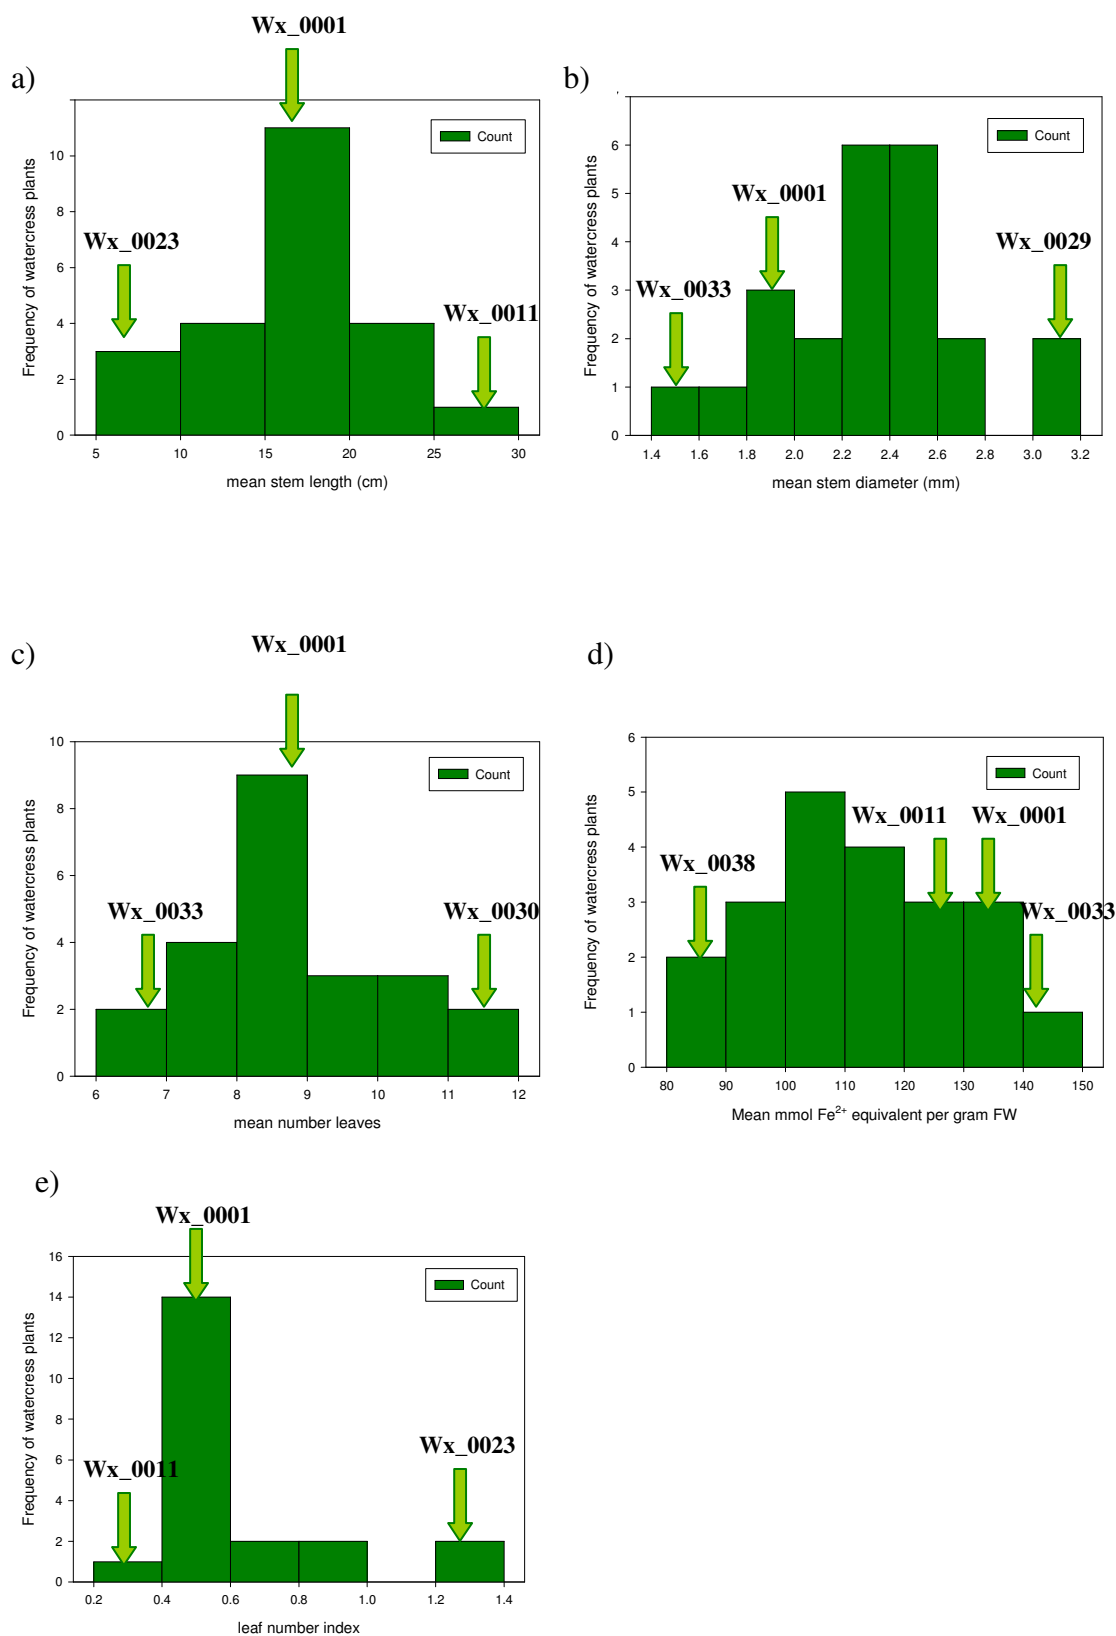 Wx_0001
a)
Count
Frequency of watercress plants
Wx_0023
Wx_0011
10
8
6
4
2
0
5 10 15 20 25 30
mean stem length (cm)
b)
Count
Frequency of watercress plants
Wx_0001
Wx_0029
Wx_0033
6
5
4
3
2
1
0
1.4 1.6 1.8 2.0 2.2 2.4 2.6 2.8 3.0 3.2
mean stem diameter (mm)
c)
Wx_0001
Count
Frequency of watercress plants
Wx_0033
Wx_0030
10
8
6
4
2
0
6 7 8 9 10 11 12
mean number leaves
d)
Count
Frequency of watercress plants
Wx_0011
Wx_0001
Wx_0038
Wx_0033
6
5
4
3
2
1
0
80 90 100 110 120 130 140 150
Mean mmol Fe²⁺ equivalent per gram FW
e)
Wx_0001
Count
Frequency of watercress plants
Wx_0023
Wx_0011
16
14
12
10
8
6
4
2
0
0.2 0.4 0.6 0.8 1.0 1.2 1.4
leaf number index